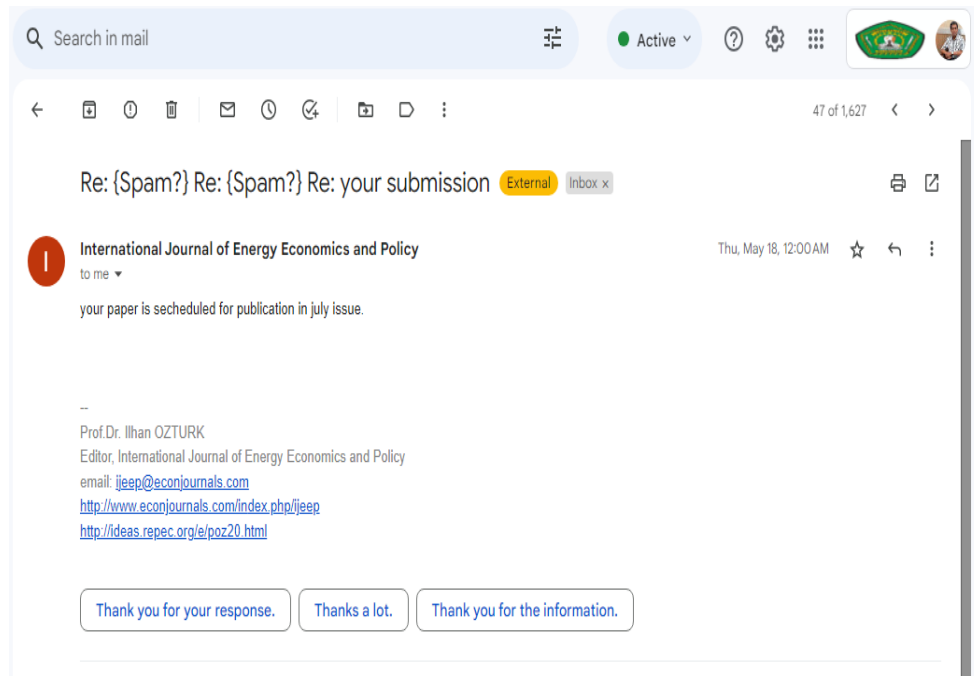 Search in mail
Active
47 of 1,627
Re: {Spam?} Re: {Spam?} Re: your submission External Inbox x
I
International Journal of Energy Economics and Policy
Thu, May 18, 12:00 AM
to me
your paper is secheduled for publication in july issue.
--
Prof.Dr. Ilhan OZTURK
Editor, International Journal of Energy Economics and Policy
email: ijeep@econjournals.com
http://www.econjournals.com/index.php/ijeep
http://ideas.repec.org/e/poz20.html
Thank you for your response. Thanks a lot. Thank you for the information.